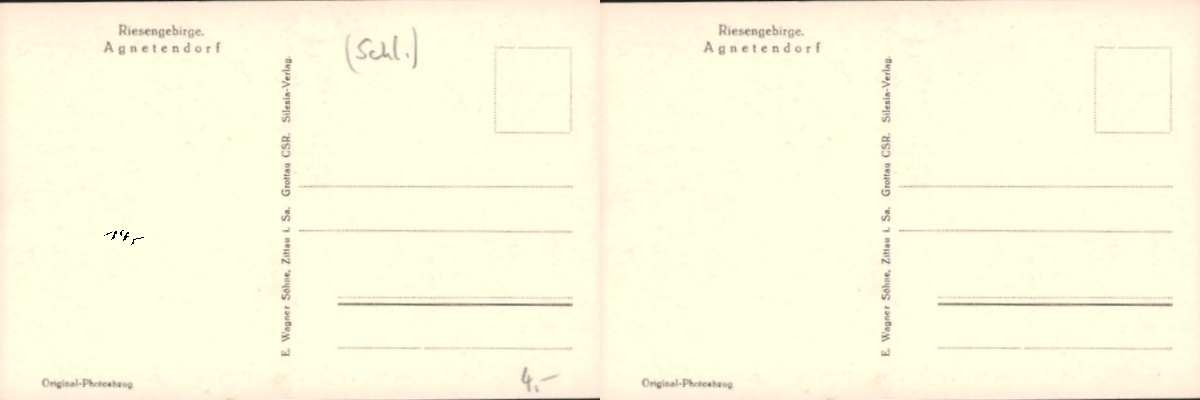 Riesengebirge.
Agnetendorf
(Schl.)
E. Wagner Söhne, Zittau i. Sa. Grottau CSR. Silesia-Verlag.
14,-
Original-Photoabzug
4,-
Riesengebirge.
Agnetendorf
E. Wagner Söhne, Zittau i. Sa. Grottau CSR. Silesia-Verlag.
Original-Photoabzug